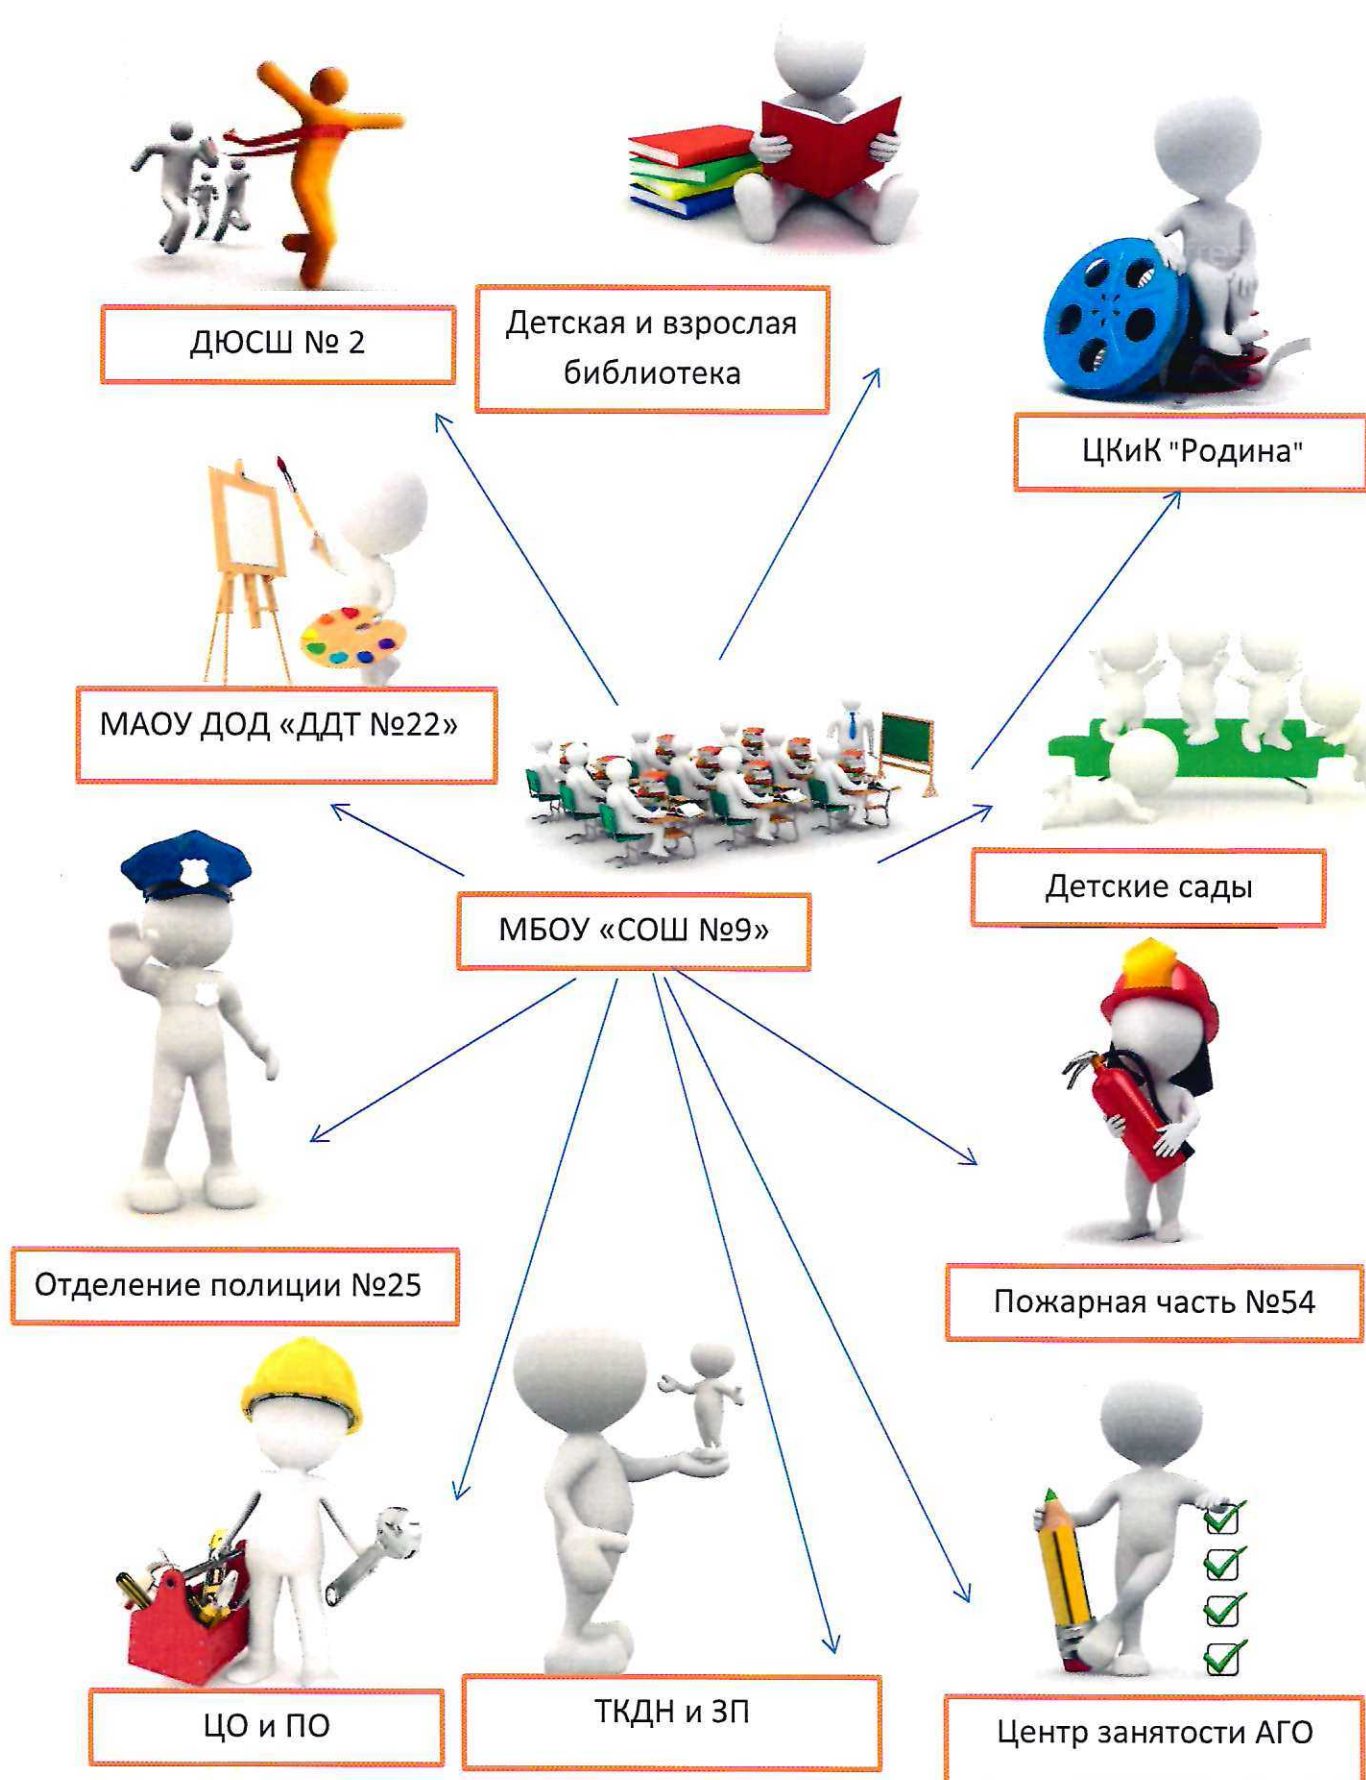 ДЮСШ № 2
Детская и взрослая
библиотека
ЦКиК "Родина"
МАОУ ДОД «ДДТ №22»
Детские сады
МБОУ «СОШ №9»
Отделение полиции №25
Пожарная часть №54
ЦО и ПО
ТКДН и ЗП
Центр занятости АГО